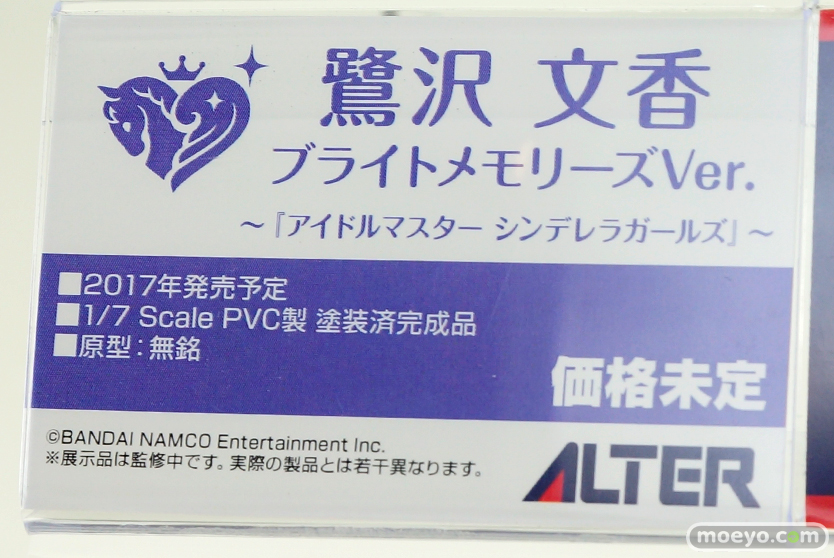 鷺沢 文香
ブライトメモリーズVer.
～『アイドルマスター シンデレラガールズ』～
■2017年発売予定
■1/7 Scale PVC製 塗装済完成品
■原型：無銘
価格未定
©BANDAI NAMCO Entertainment Inc.
※展示品は監修中です。実際の製品とは若干異なります。
ALTER
moeyo.com